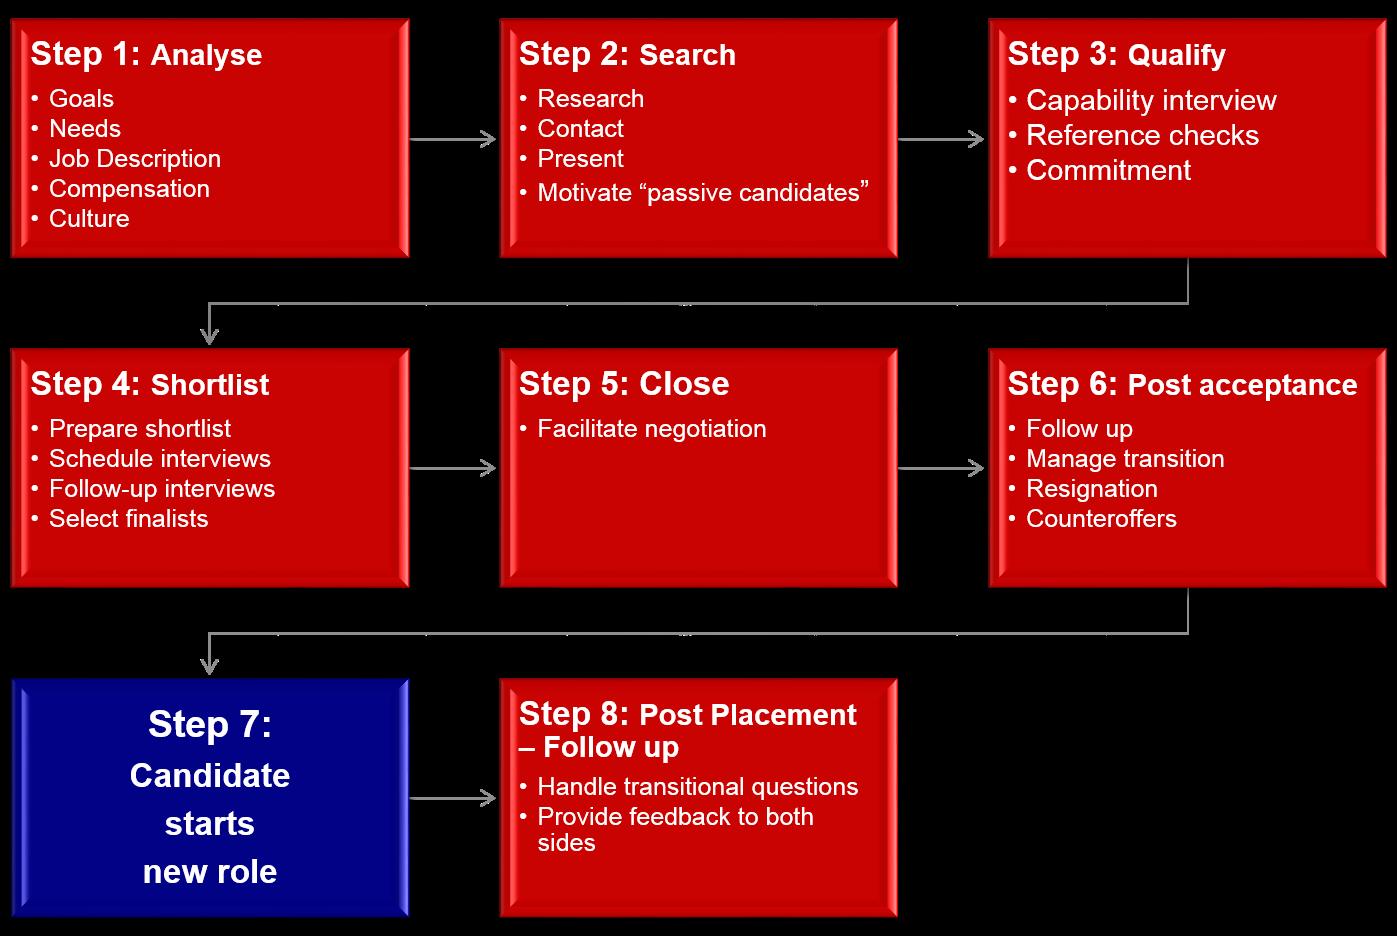 Step 1: Analyse
• Goals
• Needs
• Job Description
• Compensation
• Culture
Step 2: Search
• Research
• Contact
• Present
• Motivate “passive candidates”
Step 3: Qualify
• Capability interview
• Reference checks
• Commitment
Step 4: Shortlist
• Prepare shortlist
• Schedule interviews
• Follow-up interviews
• Select finalists
Step 5: Close
• Facilitate negotiation
Step 6: Post acceptance
• Follow up
• Manage transition
• Resignation
• Counteroffers
Step 7:
Candidate
starts
new role
Step 8: Post Placement
– Follow up
• Handle transitional questions
• Provide feedback to both
sides